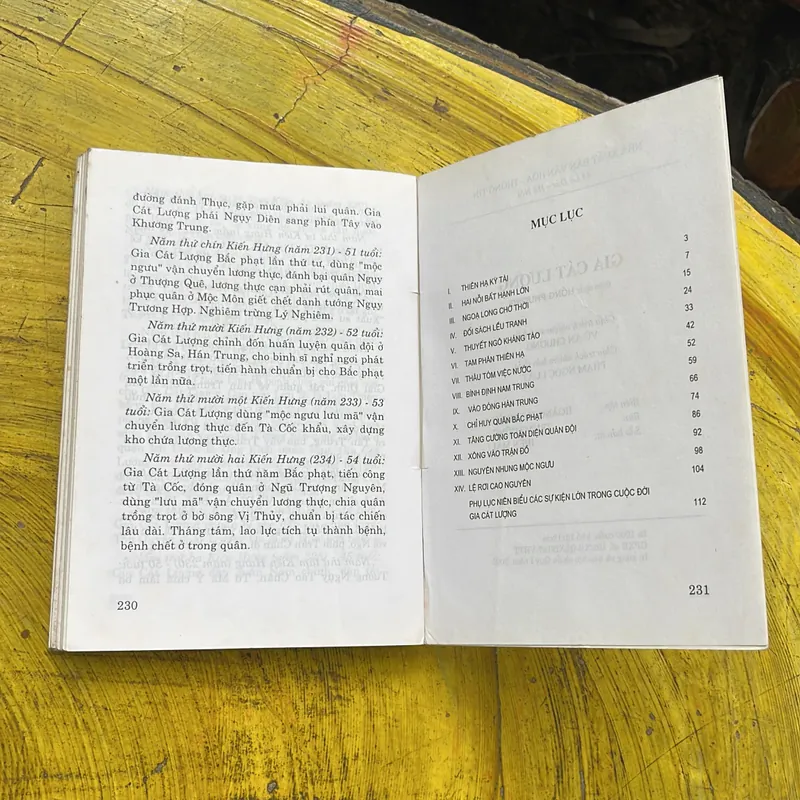 đường đánh Thục, gặp mưa phải lui quân. Gia
Cát Lượng phái Ngụy Diên sang phía Tây vào
Khương Trung.
Năm thứ chín Kiến Hưng (năm 231) - 51 tuổi:
Gia Cát Lượng Bắc phạt lần thứ tư, dùng "mộc
ngưu" vận chuyển lương thực, đánh bại quân Ngụy
ở Thượng Quê, lương thực cạn phải rút quân, mai
phục quân ở Mộc Môn giết chết danh tướng Ngụy
Trương Hợp. Nghiêm trừng Lý Nghiêm.
Năm thứ mười Kiến Hưng (năm 232) - 52 tuổi:
Gia Cát Lượng chỉnh đốn huấn luyện quân đội ở
Hoàng Sa, Hán Trung, cho binh sĩ nghỉ ngơi phát
triển trồng trọt, tiến hành chuẩn bị cho Bắc phạt
một lần nữa.
Năm thứ mười một Kiến Hưng (năm 233) - 53
tuổi: Gia Cát Lượng dùng "mộc ngưu lưu mã" vận
chuyển lương thực đến Tà Cốc khẩu, xây dựng
kho chứa lương thực.
Năm thứ mười hai Kiến Hưng (234) - 54 tuổi:
Gia Cát Lượng lần thứ năm Bắc phạt, tiến công
từ Tà Cốc, đóng quân ở Ngũ Trượng Nguyên,
dùng "lưu mã" vận chuyển lương thực, chia quân
trồng trọt ở bờ sông Vị Thủy, chuẩn bị tác chiến
lâu dài. Tháng tám, lao lực tích tụ thành bệnh,
bệnh chết ở trong quân.
230
MỤC LỤC
3
I. THIÊN HẠ KỲ TÀI 7
II. HAI NỖI BẤT HẠNH LỚN 15
III. NGỌA LONG CHỜ THỜI 24
IV. ĐỐI SÁCH LỀU TRANH 33
V. THUYẾT NGÔ KHÁNG TÀO 42
VI. TAM PHÂN THIÊN HẠ 52
VII. THÂU TÓM VIỆC NƯỚC 59
VIII. BÌNH ĐỊNH NAM TRUNG 66
IX. VÀO ĐÓNG HÁN TRUNG 74
X. CHỈ HUY QUÂN BẮC PHẠT 86
XI. TĂNG CƯỜNG TOÀN DIỆN QUÂN ĐỘI 92
XII. XÔNG VÀO TRẬN ĐỒ 98
XIII. NGUYÊN NHUNG MỘC NGƯU 104
XIV. LỆ RƠI CAO NGUYÊN
PHỤ LỤC NIÊN BIỂU CÁC SỰ KIỆN LỚN TRONG CUỘC ĐỜI
GIA CÁT LƯỢNG 112
231